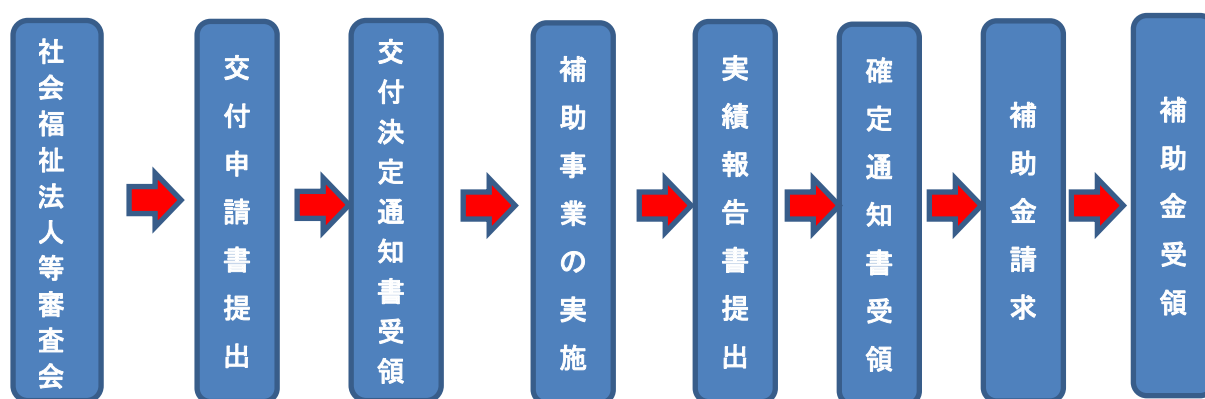 社会福祉法人等審査会
交付申請書提出
交付決定通知書受領
補助事業の実施
実績報告書提出
確定通知書受領
補助金請求
補助金受領